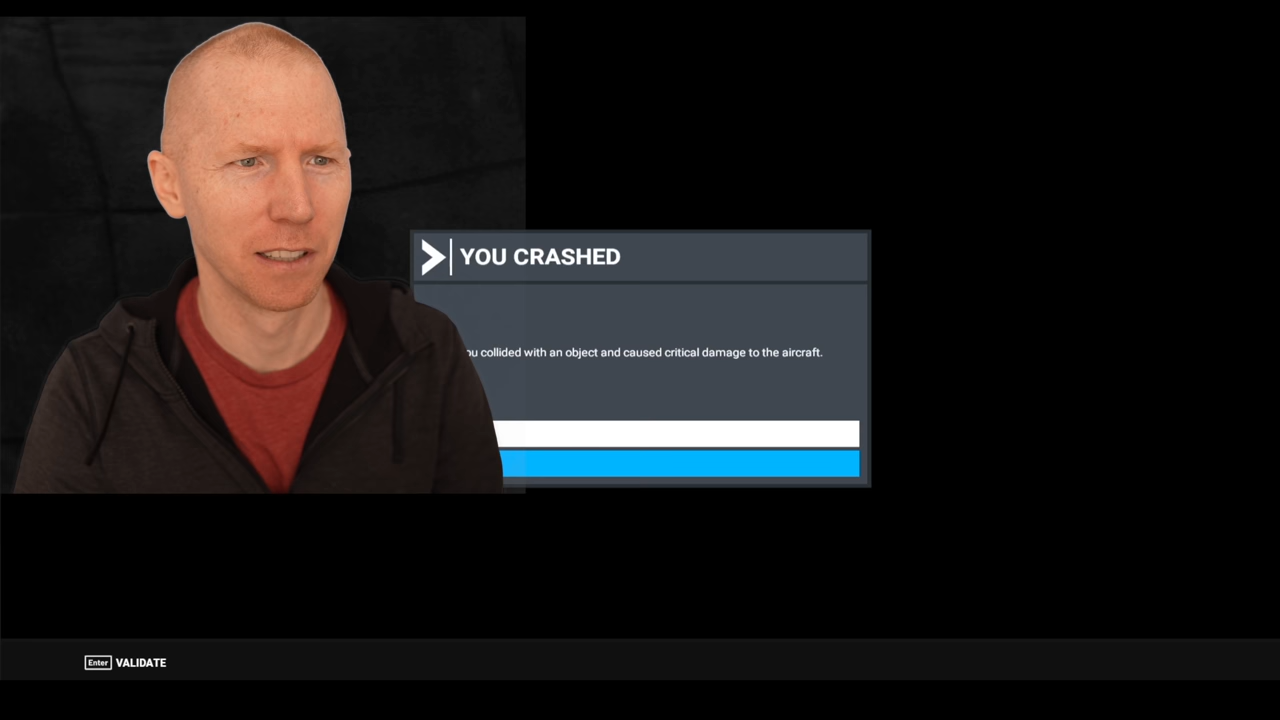 YOU CRASHED
ou collided with an object and caused critical damage to the aircraft.
Enter VALIDATE